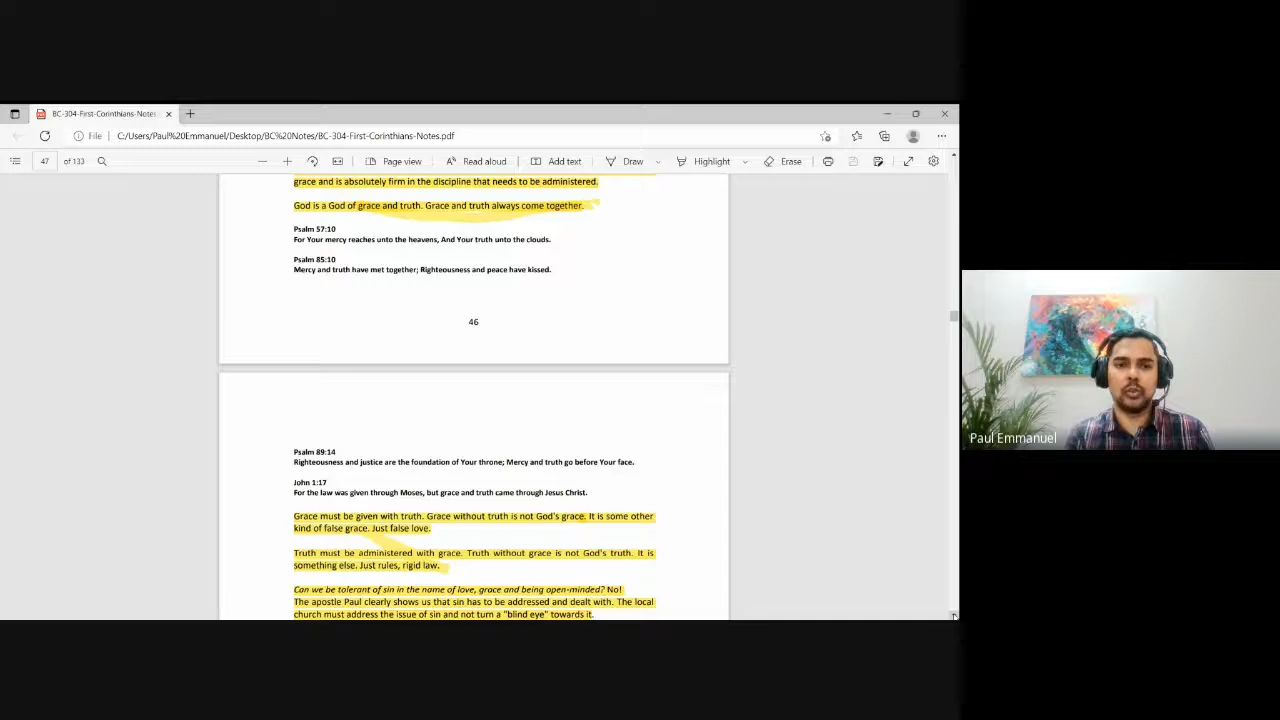 BC-304-First-Corinthians-Notes
File
C:/Users/Paul%20Emmanuel/Desktop/BC%20Notes/BC-304-First-Corinthians-Notes.pdf
47 of 133
Page view
Read aloud
Add text
Draw
Highlight
Erase
grace and is absolutely firm in the discipline that needs to be administered.
God is a God of grace and truth. Grace and truth always come together.
Psalm 57:10
For Your mercy reaches unto the heavens, And Your truth unto the clouds.
Psalm 85:10
Mercy and truth have met together; Righteousness and peace have kissed.
46
Psalm 89:14
Righteousness and justice are the foundation of Your throne; Mercy and truth go before Your face.
John 1:17
For the law was given through Moses, but grace and truth came through Jesus Christ.
Grace must be given with truth. Grace without truth is not God's grace. It is some other
kind of false grace. Just false love.
Truth must be administered with grace. Truth without grace is not God's truth. It is
something else. Just rules, rigid law.
Can we be tolerant of sin in the name of love, grace and being open-minded? No!
The apostle Paul clearly shows us that sin has to be addressed and dealt with. The local
church must address the issue of sin and not turn a "blind eye" towards it.
Paul Emmanuel